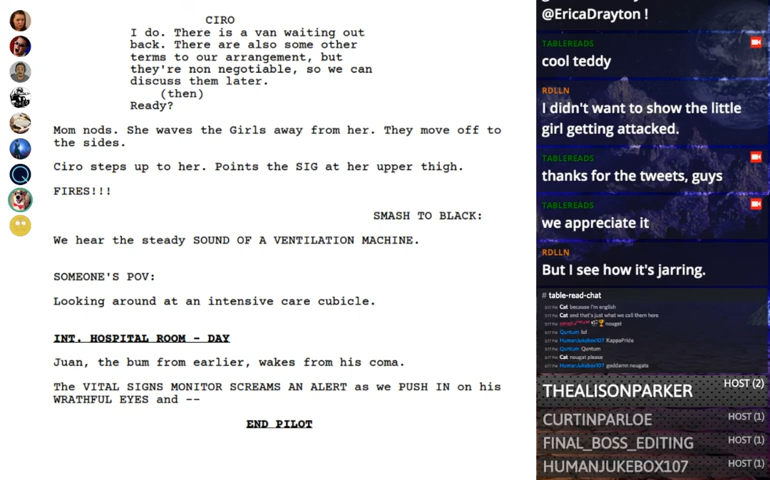 CIRO
I do. There is a van waiting out
back. There are also some other
terms to our arrangement, but
they're non negotiable, so we can
discuss them later.
(then)
Ready?
Mom nods. She waves the Girls away from her. They move off to
the sides.
Ciro steps up to her. Points the SIG at her upper thigh.
FIRES!!!
SMASH TO BLACK:
We hear the steady SOUND OF A VENTILATION MACHINE.
SOMEONE'S POV:
Looking around at an intensive care cubicle.
INT. HOSPITAL ROOM - DAY
Juan, the bum from earlier, wakes from his coma.
The VITAL SIGNS MONITOR SCREAMS AN ALERT as we PUSH IN on his
WRATHFUL EYES and --
END PILOT
@EricaDrayton !
TABLEREADS
cool teddy
RDLLN
I didn't want to show the little
girl getting attacked.
TABLEREADS
thanks for the tweets, guys
TABLEREADS
we appreciate it
RDLLN
But I see how it's jarring.
# table-read-chat
Cat because I'm english
Cat and that's just what we call them here
nougat
Quntum lol
HumanJukebox107 KappaPride
Quntum Quntum
Cat nougat please
HumanJukebox107 goddamn nougats
THEALISONPARKER HOST (2)
CURTINPARLOE HOST (1)
FINAL_BOSS_EDITING HOST (1)
HUMANJUKEBOX107 HOST (1)